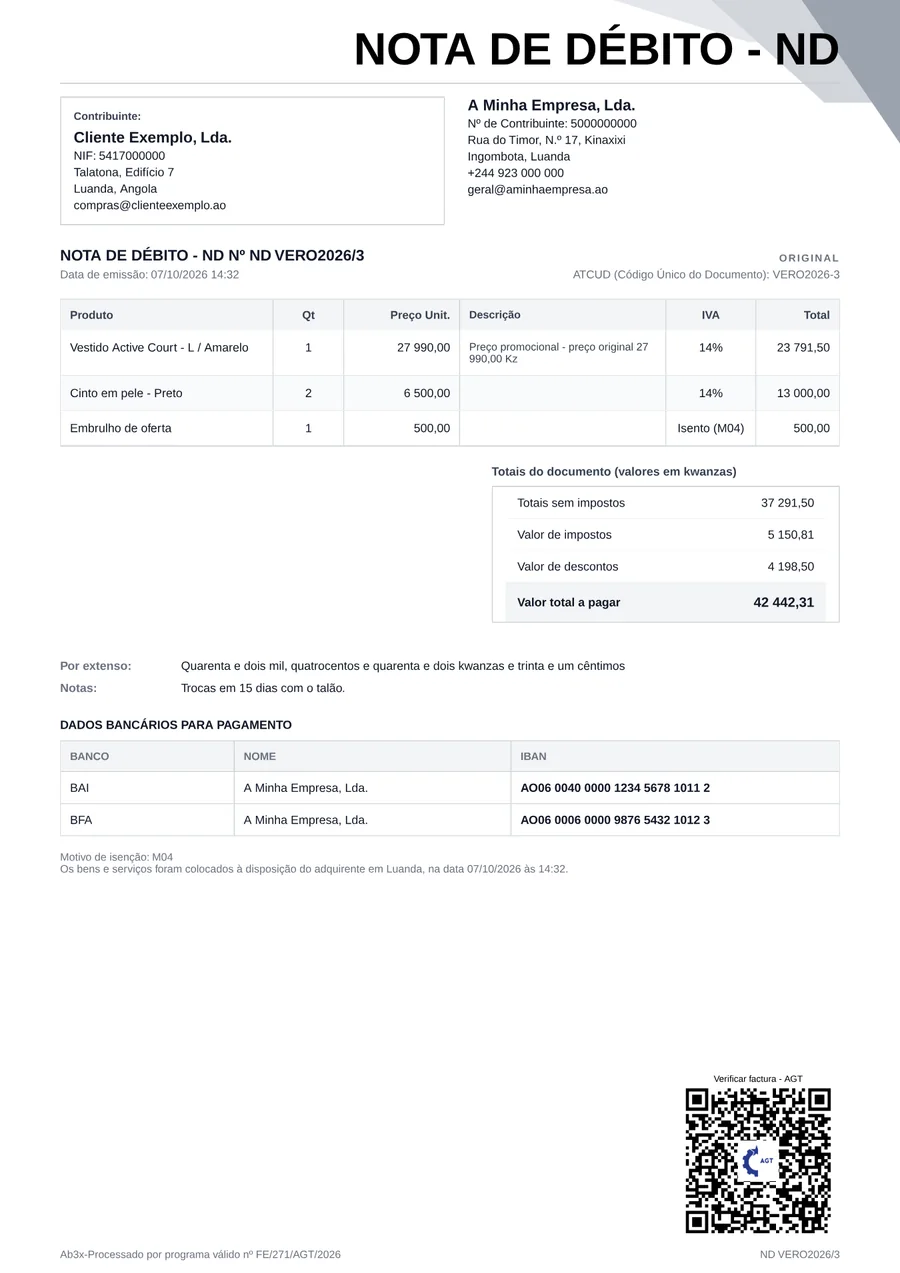 NOTA DE DÉBITO - ND
Contribuinte:
Cliente Exemplo, Lda.
NIF: 5417000000
Talatona, Edifício 7
Luanda, Angola
compras@clienteexemplo.ao
A Minha Empresa, Lda.
Nº de Contribuinte: 5000000000
Rua do Timor, N.º 17, Kinaxixi
Ingombota, Luanda
+244 923 000 000
geral@aminhaempresa.ao
NOTA DE DÉBITO - ND Nº ND VERO2026/3
ORIGINAL
Data de emissão: 07/10/2026 14:32
ATCUD (Código Único do Documento): VERO2026-3
Produto Qt Preço Unit. Descrição IVA Total
Vestido Active Court - L / Amarelo 1 27 990,00 Preço promocional - preço original 27 14% 23 791,50
990,00 Kz
Cinto em pele - Preto 2 6 500,00 14% 13 000,00
Embrulho de oferta 1 500,00 Isento (M04) 500,00
Totais do documento (valores em kwanzas)
Totais sem impostos 37 291,50
Valor de impostos 5 150,81
Valor de descontos 4 198,50
Valor total a pagar 42 442,31
Por extenso: Quarenta e dois mil, quatrocentos e quarenta e dois kwanzas e trinta e um cêntimos
Notas: Trocas em 15 dias com o talão.
DADOS BANCÁRIOS PARA PAGAMENTO
BANCO NOME IBAN
BAI A Minha Empresa, Lda. AO06 0040 0000 1234 5678 1011 2
BFA A Minha Empresa, Lda. AO06 0006 0000 9876 5432 1012 3
Motivo de isenção: M04
Os bens e serviços foram colocados à disposição do adquirente em Luanda, na data 07/10/2026 às 14:32.
Verificar factura - AGT
AGT
Ab3x-Processado por programa válido nº FE/271/AGT/2026
ND VERO2026/3